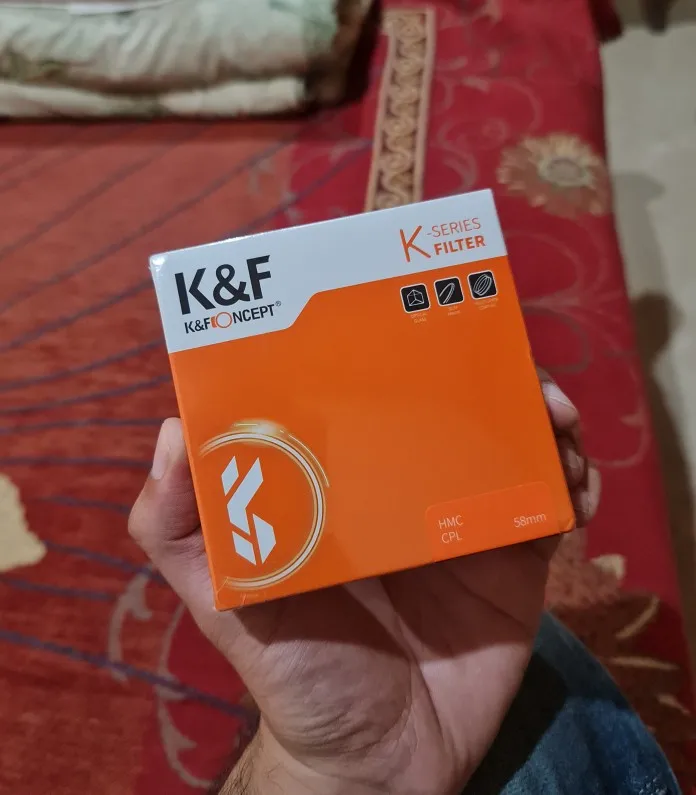 K&F
K&F CONCEPT®
K-SERIES
FILTER
HMC
CPL
58mm